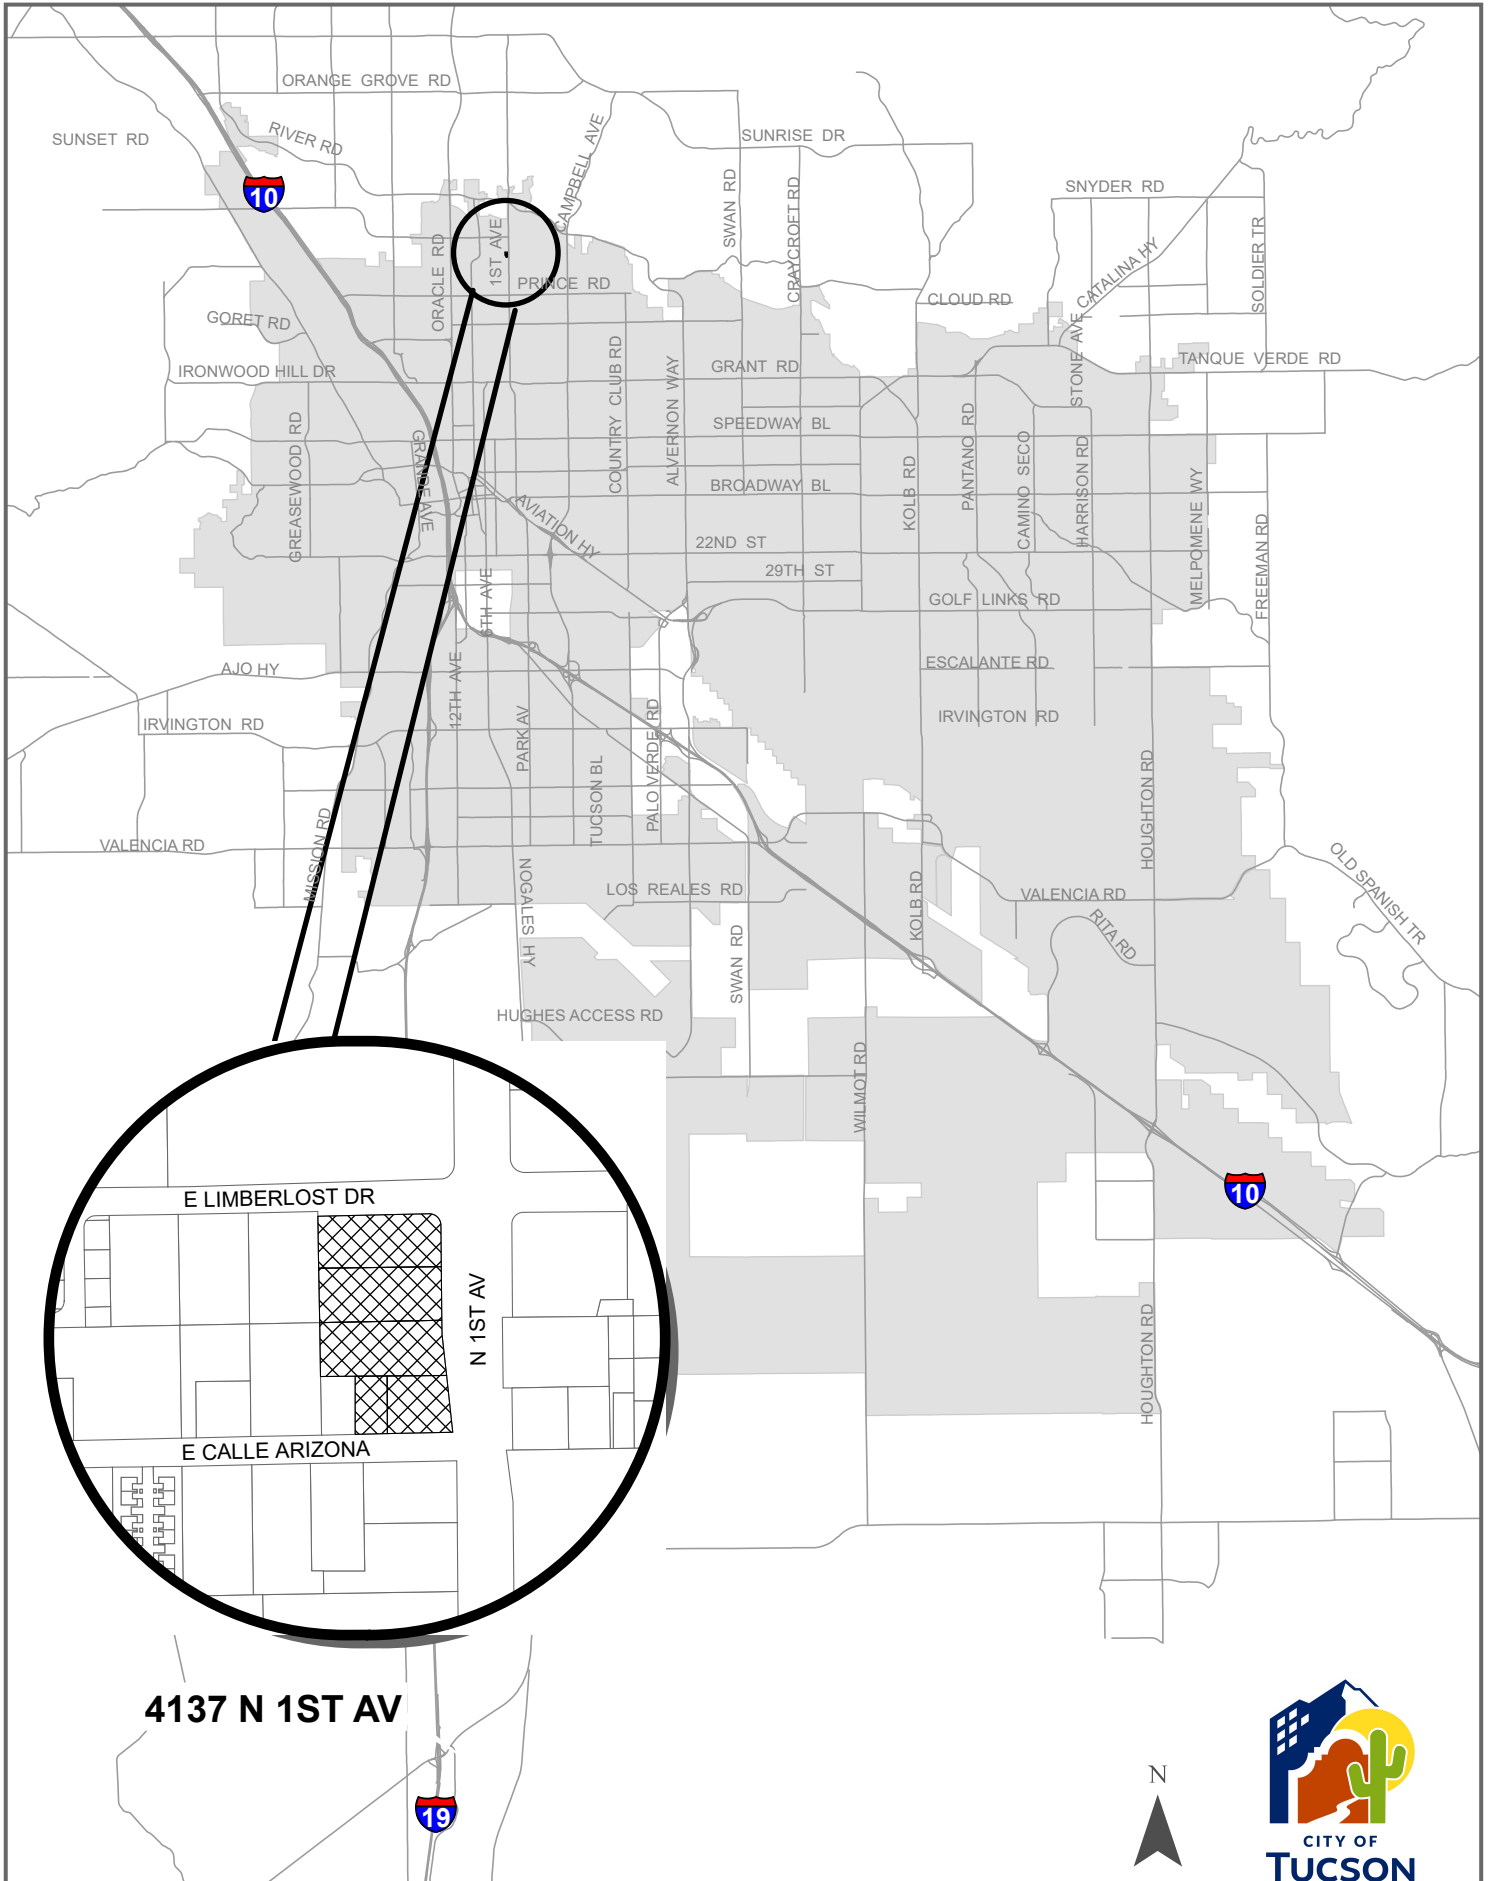 ORANGE GROVE RD
SUNSET RD
RIVER RD
CAMPBELL AVE
SUNRISE DR
10
SWAN RD
CRAYCROFT RD
SNYDER RD
SOLDIER TR
CATALINA HY
ORACLE RD
1ST AVE
PRINCE RD
CLOUD RD
GORET RD
STONE AVE
TANQUE VERDE RD
IRONWOOD HILL DR
COUNTRY CLUB RD
ALVERNON WAY
GRANT RD
GREASEWOOD RD
GRANDE AVE
SPEEDWAY BL
PANTANO RD
CAMINO SECO
HARRISON RD
KOLB RD
BROADWAY BL
MELPOMENE WY
FREEMAN RD
AVIATION HY
22ND ST
29TH ST
6TH AVE
GOLF LINKS RD
AJO HY
12TH AVE
ESCALANTE RD
IRVINGTON RD
PARK AV
PALO VERDE RD
IRVINGTON RD
TUCSON BL
HOUGHTON RD
MISSION RD
VALENCIA RD
OLD SPANISH TR
NOGALES HY
LOS REALES RD
KOLB RD
VALENCIA RD
RITA RD
SWAN RD
HUGHES ACCESS RD
WILMOT RD
10
E LIMBERLOST DR
N 1ST AV
HOUGHTON RD
E CALLE ARIZONA
4137 N 1ST AV
19
N
CITY OF
TUCSON